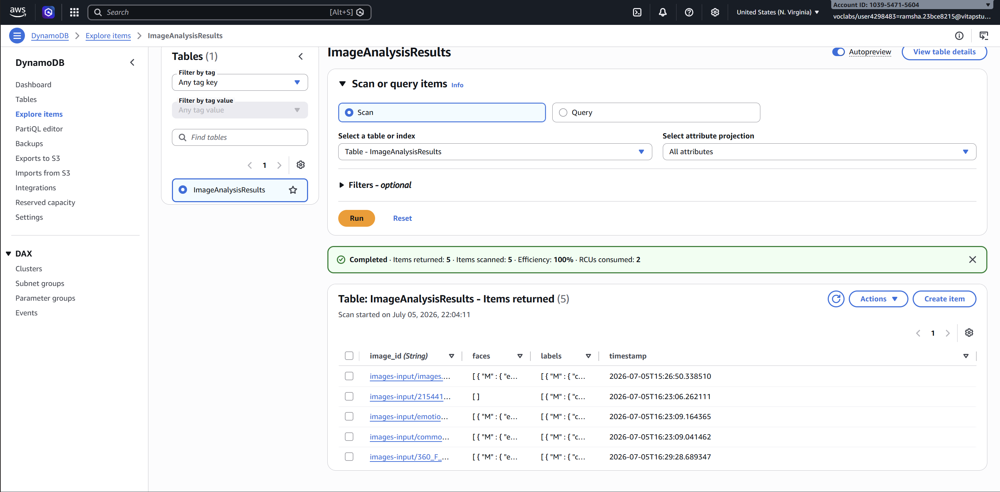 aws
Search [Alt+S]
United States (N. Virginia)
Account ID: 1039-5471-5604
voclabs/user4298483=ramsha.23bce8215@vitapstu...
DynamoDB
Explore items
ImageAnalysisResults
DynamoDB
Dashboard
Tables
Explore items
PartiQL editor
Backups
Exports to S3
Imports from S3
Integrations
Reserved capacity
Settings
DAX
Clusters
Subnet groups
Parameter groups
Events
Tables (1)
Filter by tag
Any tag key
Filter by tag value
Any tag value
Find tables
1
ImageAnalysisResults
ImageAnalysisResults
Autopreview
View table details
Scan or query items Info
Scan
Query
Select a table or index
Table - ImageAnalysisResults
Select attribute projection
All attributes
Filters - optional
Run
Reset
Completed · Items returned: 5 · Items scanned: 5 · Efficiency: 100% · RCUs consumed: 2
Table: ImageAnalysisResults - Items returned (5)
Scan started on July 05, 2026, 22:04:11
Actions
Create item
1
image_id (String) faces labels timestamp
images-input/images.... [ { "M" : { "e... [ { "M" : { "c... 2026-07-05T15:26:50.338510
images-input/215441... [ ] [ { "M" : { "c... 2026-07-05T16:23:06.262111
images-input/emotio... [ { "M" : { "e... [ { "M" : { "c... 2026-07-05T16:23:09.164365
images-input/commo... [ { "M" : { "e... [ { "M" : { "c... 2026-07-05T16:23:09.041462
images-input/360_F_... [ { "M" : { "e... [ { "M" : { "c... 2026-07-05T16:29:28.689347